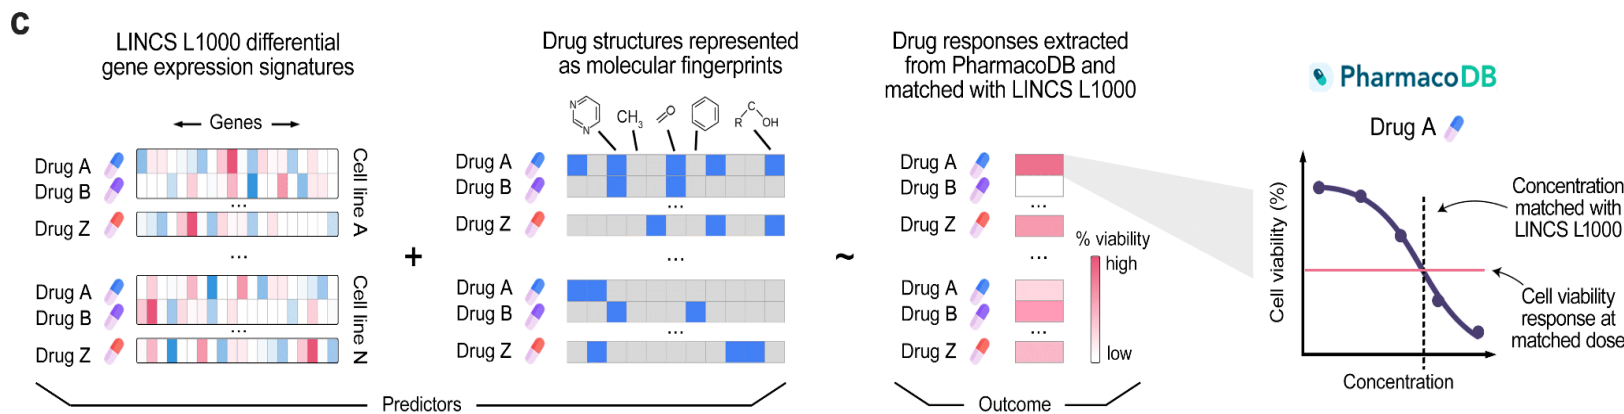 c
LINCS L1000 differential
gene expression signatures
Genes
Drug A
Drug B
...
Drug Z
Cell line A
...
Drug A
Drug B
...
Drug Z
Cell line N
+
Drug structures represented
as molecular fingerprints
N
N
CH3
O
R
C
OH
Drug A
Drug B
...
Drug Z
...
Drug A
Drug B
...
Drug Z
Predictors
~
Drug responses extracted
from PharmacoDB and
matched with LINCS L1000
Drug A
Drug B
...
Drug Z
...
Drug A
Drug B
...
Drug Z
% viability
high
low
Outcome
PharmacoDB
Drug A
Cell viability (%)
Concentration
Concentration
matched with
LINCS L1000
Cell viability
response at
matched dose